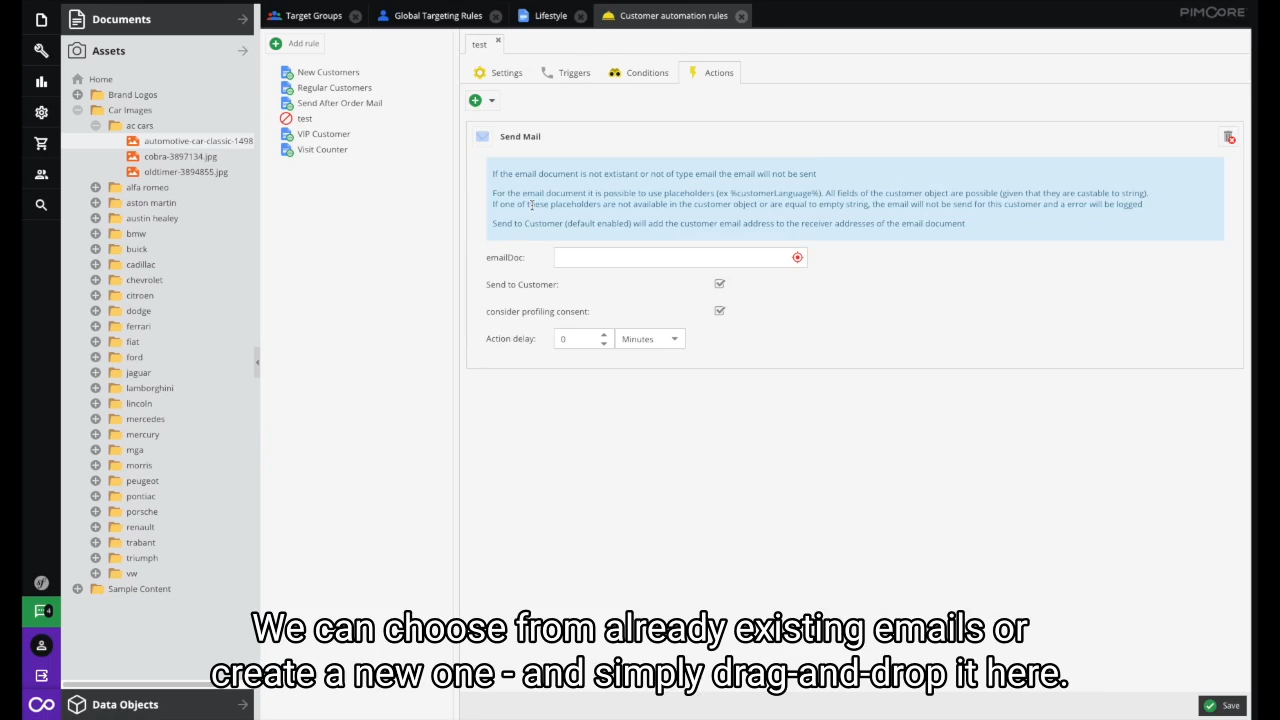 Documents
Assets
Home
Brand Logos
Car Images
ac cars
automotive-car-classic-1498
cobra-3897134.jpg
oldtimer-3894855.jpg
alfa romeo
aston martin
austin healey
bmw
buick
cadillac
chevrolet
citroen
dodge
ferrari
fiat
ford
jaguar
lamborghini
lincoln
mercedes
mercury
mga
morris
peugeot
pontiac
porsche
renault
trabant
triumph
vw
Sample Content
Data Objects
4
Target Groups
Global Targeting Rules
Lifestyle
Customer automation rules
PIMCORE
Add rule
New Customers
Regular Customers
Send After Order Mail
test
VIP Customer
Visit Counter
test
Settings
Triggers
Conditions
Actions
Send Mail
If the email document is not existant or not of type email the email will not be sent
For the email document it is possible to use placeholders (ex %customerLanguage%). All fields of the customer object are possible (given that they are castable to string).
If one of these placeholders are not available in the customer object or are equal to empty string, the email will not be send for this customer and a error will be logged
Send to Customer (default enabled) will add the customer email address to the receiver addresses of the email document
emailDoc:
Send to Customer:
consider profiling consent:
Action delay: 0 Minutes
We can choose from already existing emails or
create a new one - and simply drag-and-drop it here.
Save